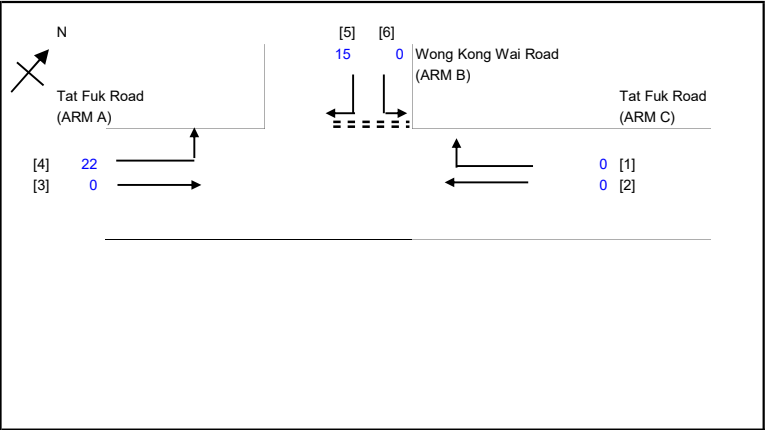 N
[5] [6]
15 0 Wong Kong Wai Road
(ARM B)
Tat Fuk Road
(ARM A)
Tat Fuk Road
(ARM C)
[4] 22
0 [1]
[3] 0
0 [2]